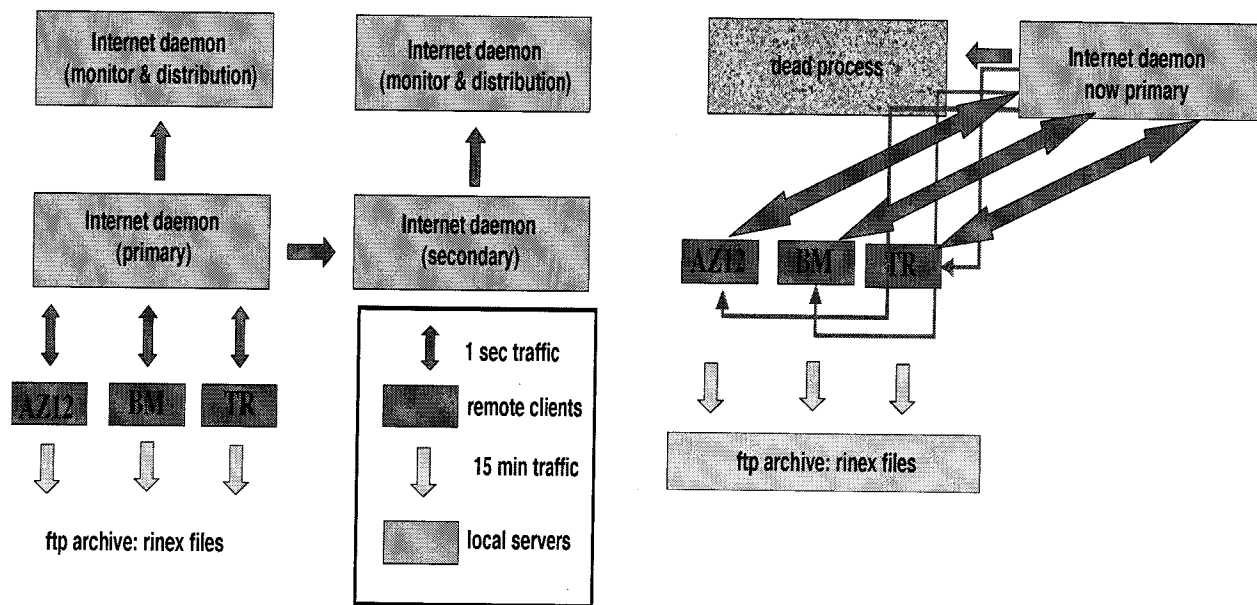 Internet daemon
(monitor & distribution)
Internet daemon
(monitor & distribution)
Internet daemon
(primary)
Internet daemon
(secondary)
AZ12
BM
TR
ftp archive: rinex files
1 sec traffic
remote clients
15 min traffic
local servers
dead process
Internet daemon
now primary
AZ12
BM
TR
ftp archive: rinex files